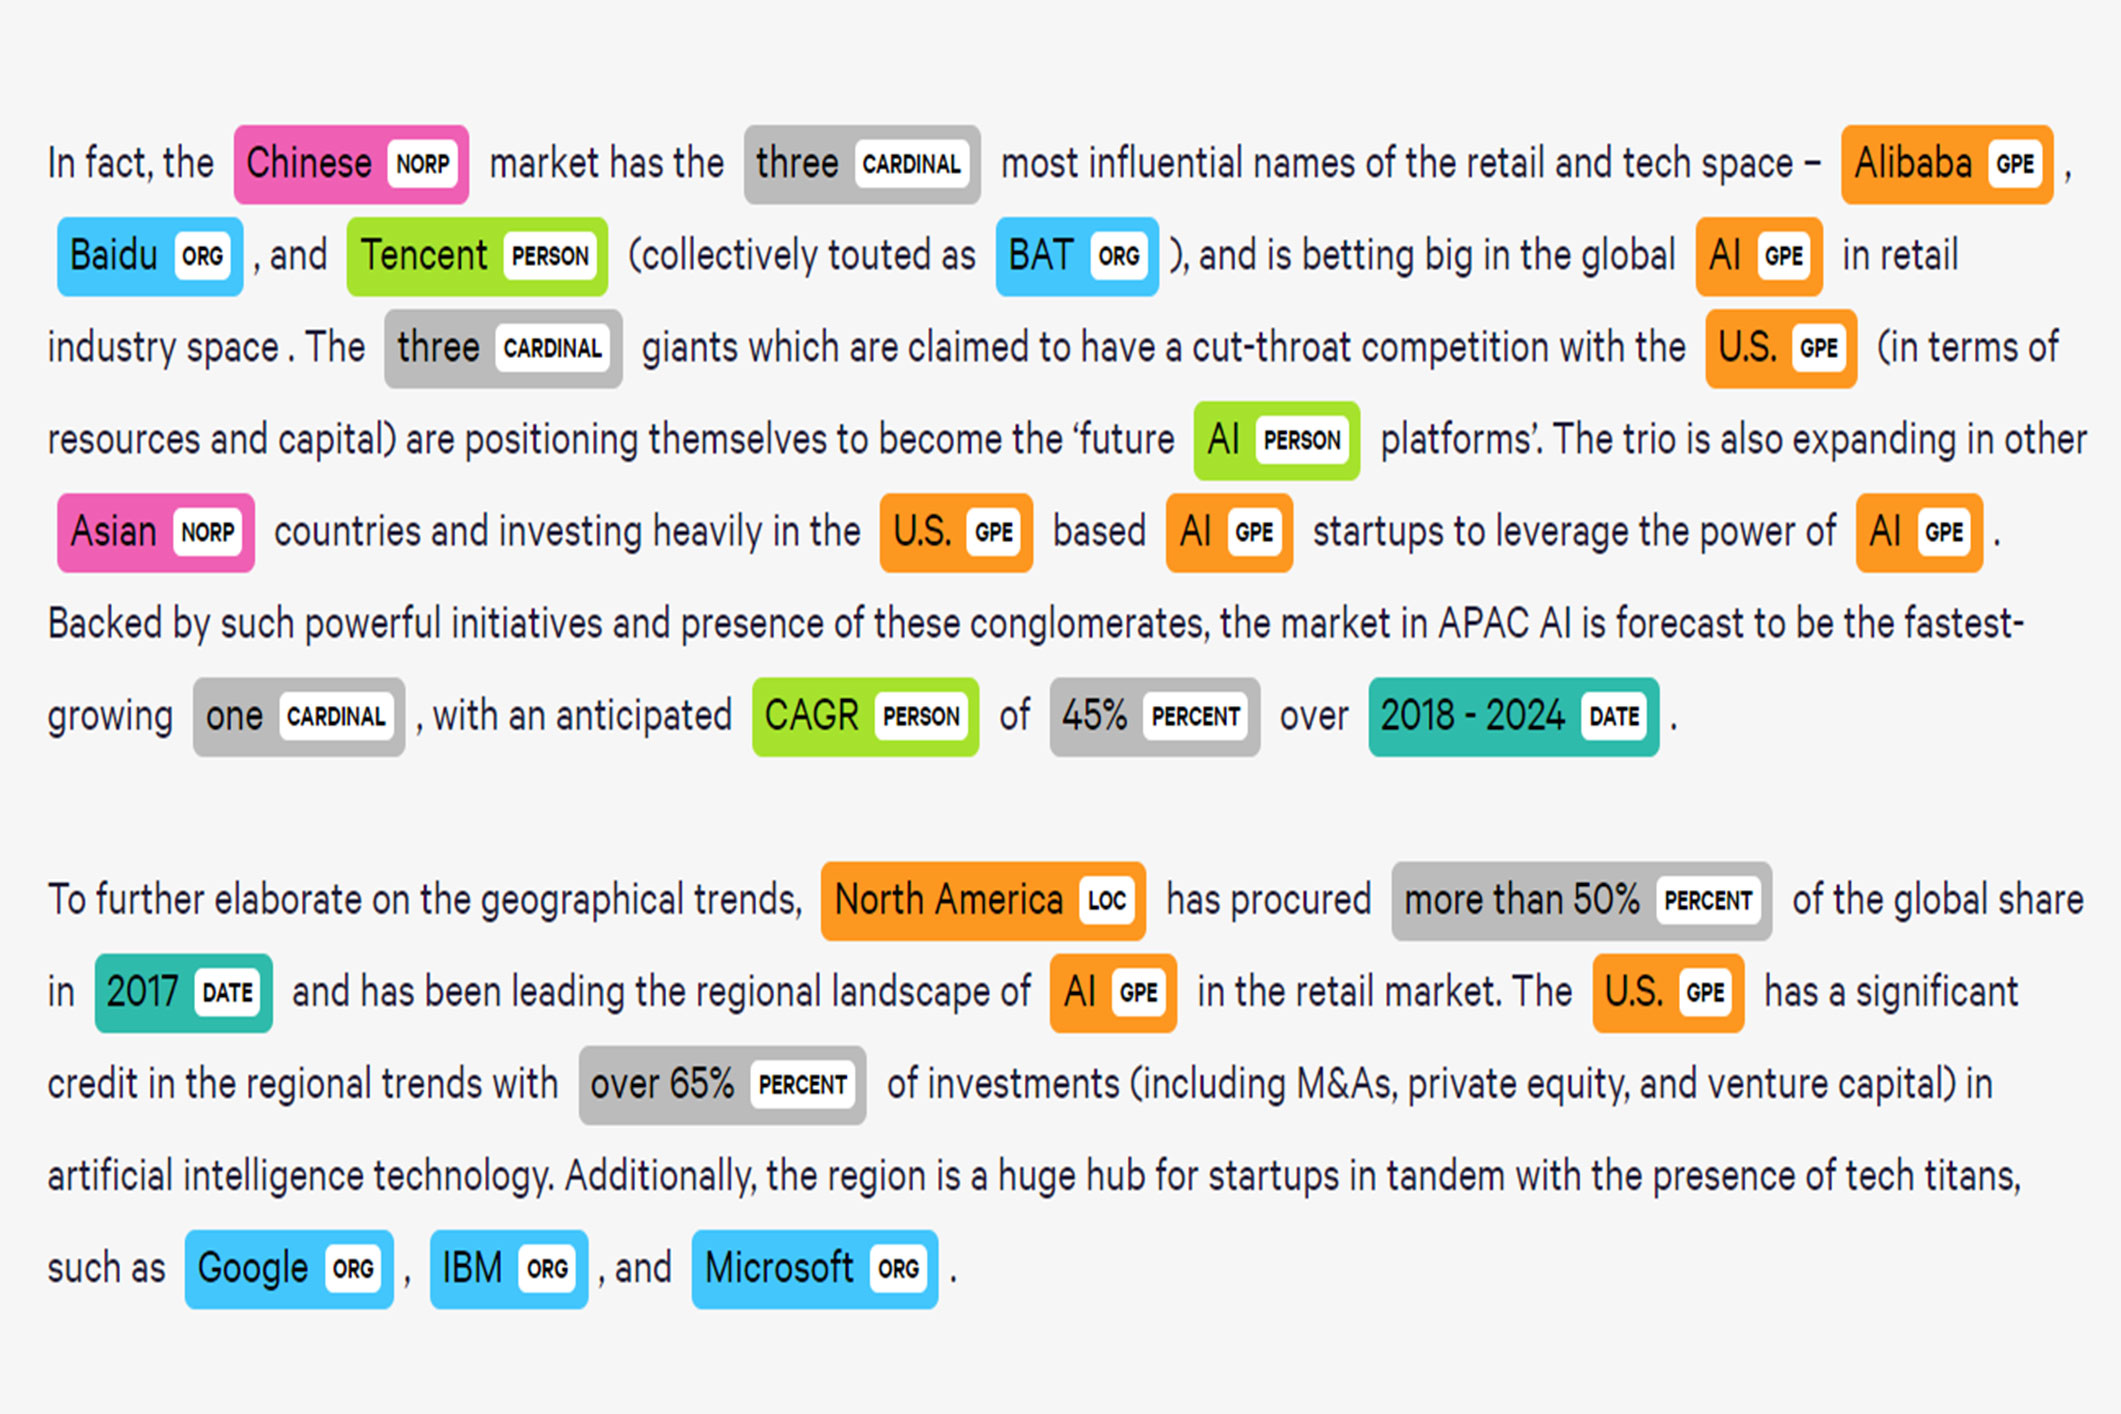 In fact, the Chinese NORP market has the three CARDINAL most influential names of the retail and tech space – Alibaba GPE ,
Baidu ORG , and Tencent PERSON (collectively touted as BAT ORG ), and is betting big in the global AI GPE in retail
industry space . The three CARDINAL giants which are claimed to have a cut-throat competition with the U.S. GPE (in terms of
resources and capital) are positioning themselves to become the ‘future AI PERSON platforms’. The trio is also expanding in other
Asian NORP countries and investing heavily in the U.S. GPE based AI GPE startups to leverage the power of AI GPE .
Backed by such powerful initiatives and presence of these conglomerates, the market in APAC AI is forecast to be the fastest-
growing one CARDINAL , with an anticipated CAGR PERSON of 45% PERCENT over 2018 - 2024 DATE .
To further elaborate on the geographical trends, North America LOC has procured more than 50% PERCENT of the global share
in 2017 DATE and has been leading the regional landscape of AI GPE in the retail market. The U.S. GPE has a significant
credit in the regional trends with over 65% PERCENT of investments (including M&As, private equity, and venture capital) in
artificial intelligence technology. Additionally, the region is a huge hub for startups in tandem with the presence of tech titans,
such as Google ORG , IBM ORG , and Microsoft ORG .